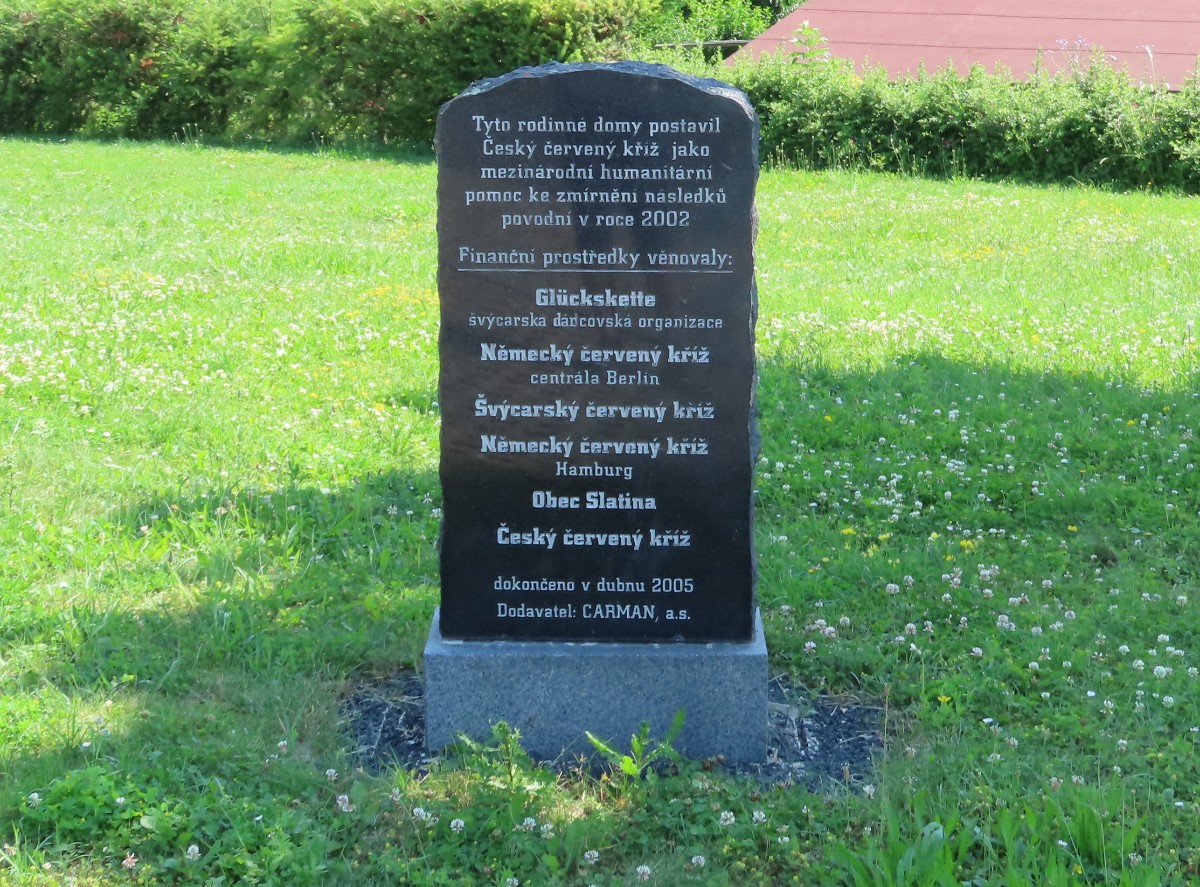 Tyto rodinné domy postavil
Český červený kříž jako
mezinárodní humanitární
pomoc ke zmírnění následků
povodní v roce 2002
Finanční prostředky věnovaly:
Glückskette
švýcarská dárcovská organizace
Německý červený kříž
centrála Berlín
Švýcarský červený kříž
Německý červený kříž
Hamburg
Obec Slatina
Český červený kříž
dokončeno v dubnu 2005
Dodavatel: CARMAN, a.s.